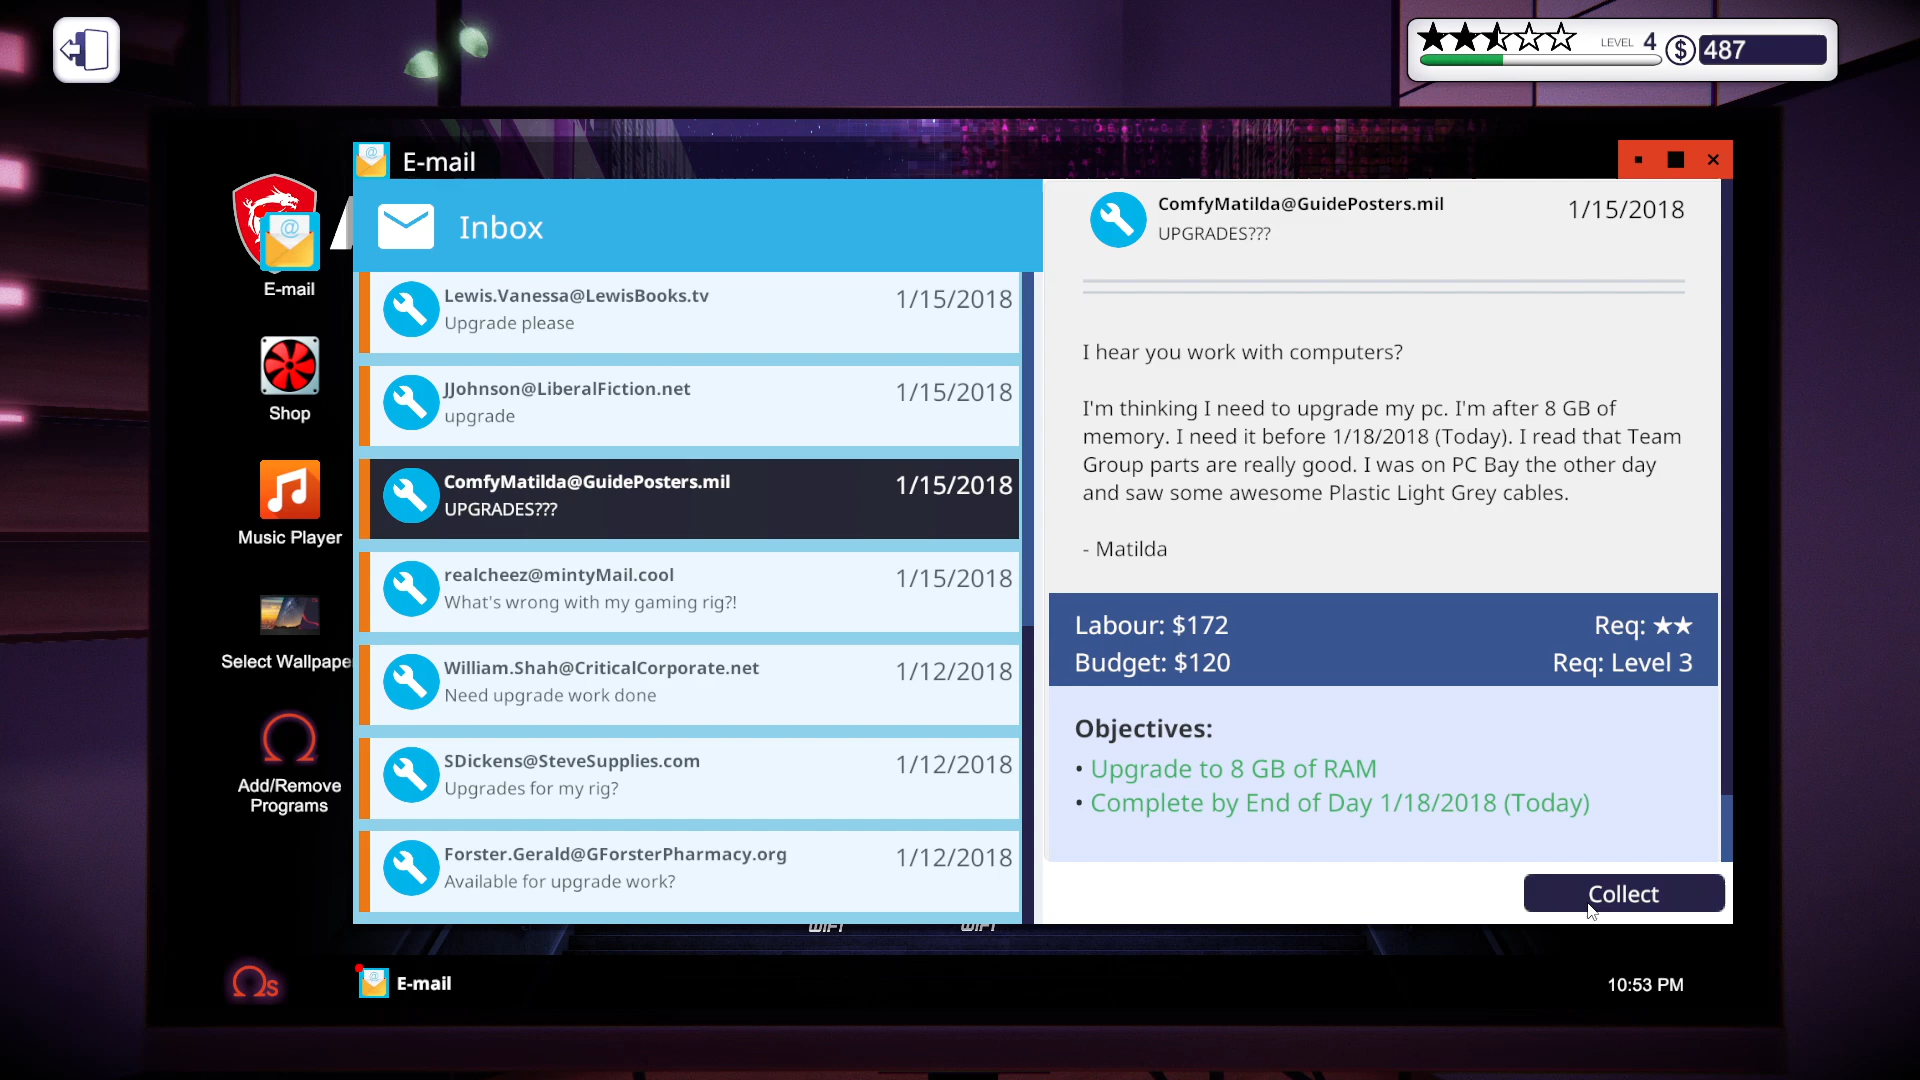 LEVEL 4 $ 487
E-mail
Inbox
Lewis.Vanessa@LewisBooks.tv 1/15/2018
Upgrade please
JJohnson@LiberalFiction.net 1/15/2018
upgrade
ComfyMatilda@GuidePosters.mil 1/15/2018
UPGRADES???
realcheez@mintyMail.cool 1/15/2018
What's wrong with my gaming rig?!
William.Shah@CriticalCorporate.net 1/12/2018
Need upgrade work done
SDickens@SteveSupplies.com 1/12/2018
Upgrades for my rig?
Forster.Gerald@GForsterPharmacy.org 1/12/2018
Available for upgrade work?
ComfyMatilda@GuidePosters.mil 1/15/2018
UPGRADES???
I hear you work with computers?
I'm thinking I need to upgrade my pc. I'm after 8 GB of
memory. I need it before 1/18/2018 (Today). I read that Team
Group parts are really good. I was on PC Bay the other day
and saw some awesome Plastic Light Grey cables.
- Matilda
Labour: $172 Req: ★★
Budget: $120 Req: Level 3
Objectives:
• Upgrade to 8 GB of RAM
• Complete by End of Day 1/18/2018 (Today)
Collect
E-mail
Shop
Music Player
Select Wallpape
Add/Remove
Programs
WiFi WiFi
Ωs E-mail 10:53 PM